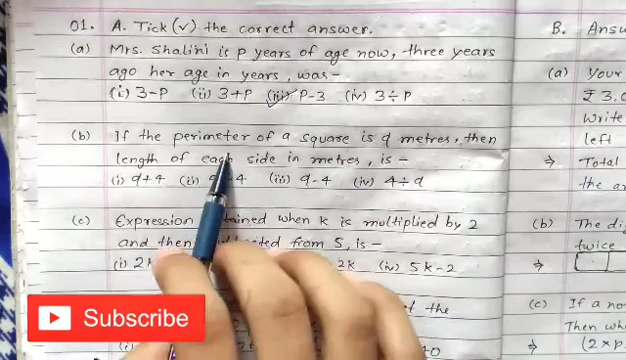 01. A. Tick (√) the correct answer.
(a) Mrs. Shalini is p years of age now, three years
ago her age in years, was-
(i) 3-P (ii) 3+P (iii) P-3 (iv) 3÷P
(b) If the perimeter of a square is q metres, then
length of each side in metres, is -
(i) q+4 (ii) 4 (iii) q-4 (iv) 4÷q
(c) Expression when k is multiplied by 2
and then from 5, is-
(i) 2k 2k (iv) 5k-2
of the
B. Answ
(a) Your
₹3.
write
left
⇒ Total
the a
(b) The di
twice
⇒
(c) If a no
Then wh
⇒ (2×p
Subscribe